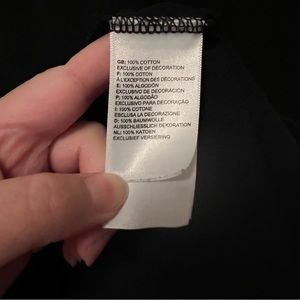 GB: 100% COTTON
EXCLUSIVE OF DECORATION
F: 100% COTON
À L'EXCEPTION DES DÉCORATIONS
E: 100% ALGODÓN
EXCLUSIVO DE DECORACIÓN
P: 100% ALGODÃO
EXCLUSIVO PARA DECORAÇÃO
I: 100% COTONE
ESCLUSA LA DECORAZIONE
D: 100% BAUMWOLLE
AUSSCHLIESSLICH DEKORATION
NL: 100% KATOEN
EXCLUSIEF VERSIERING